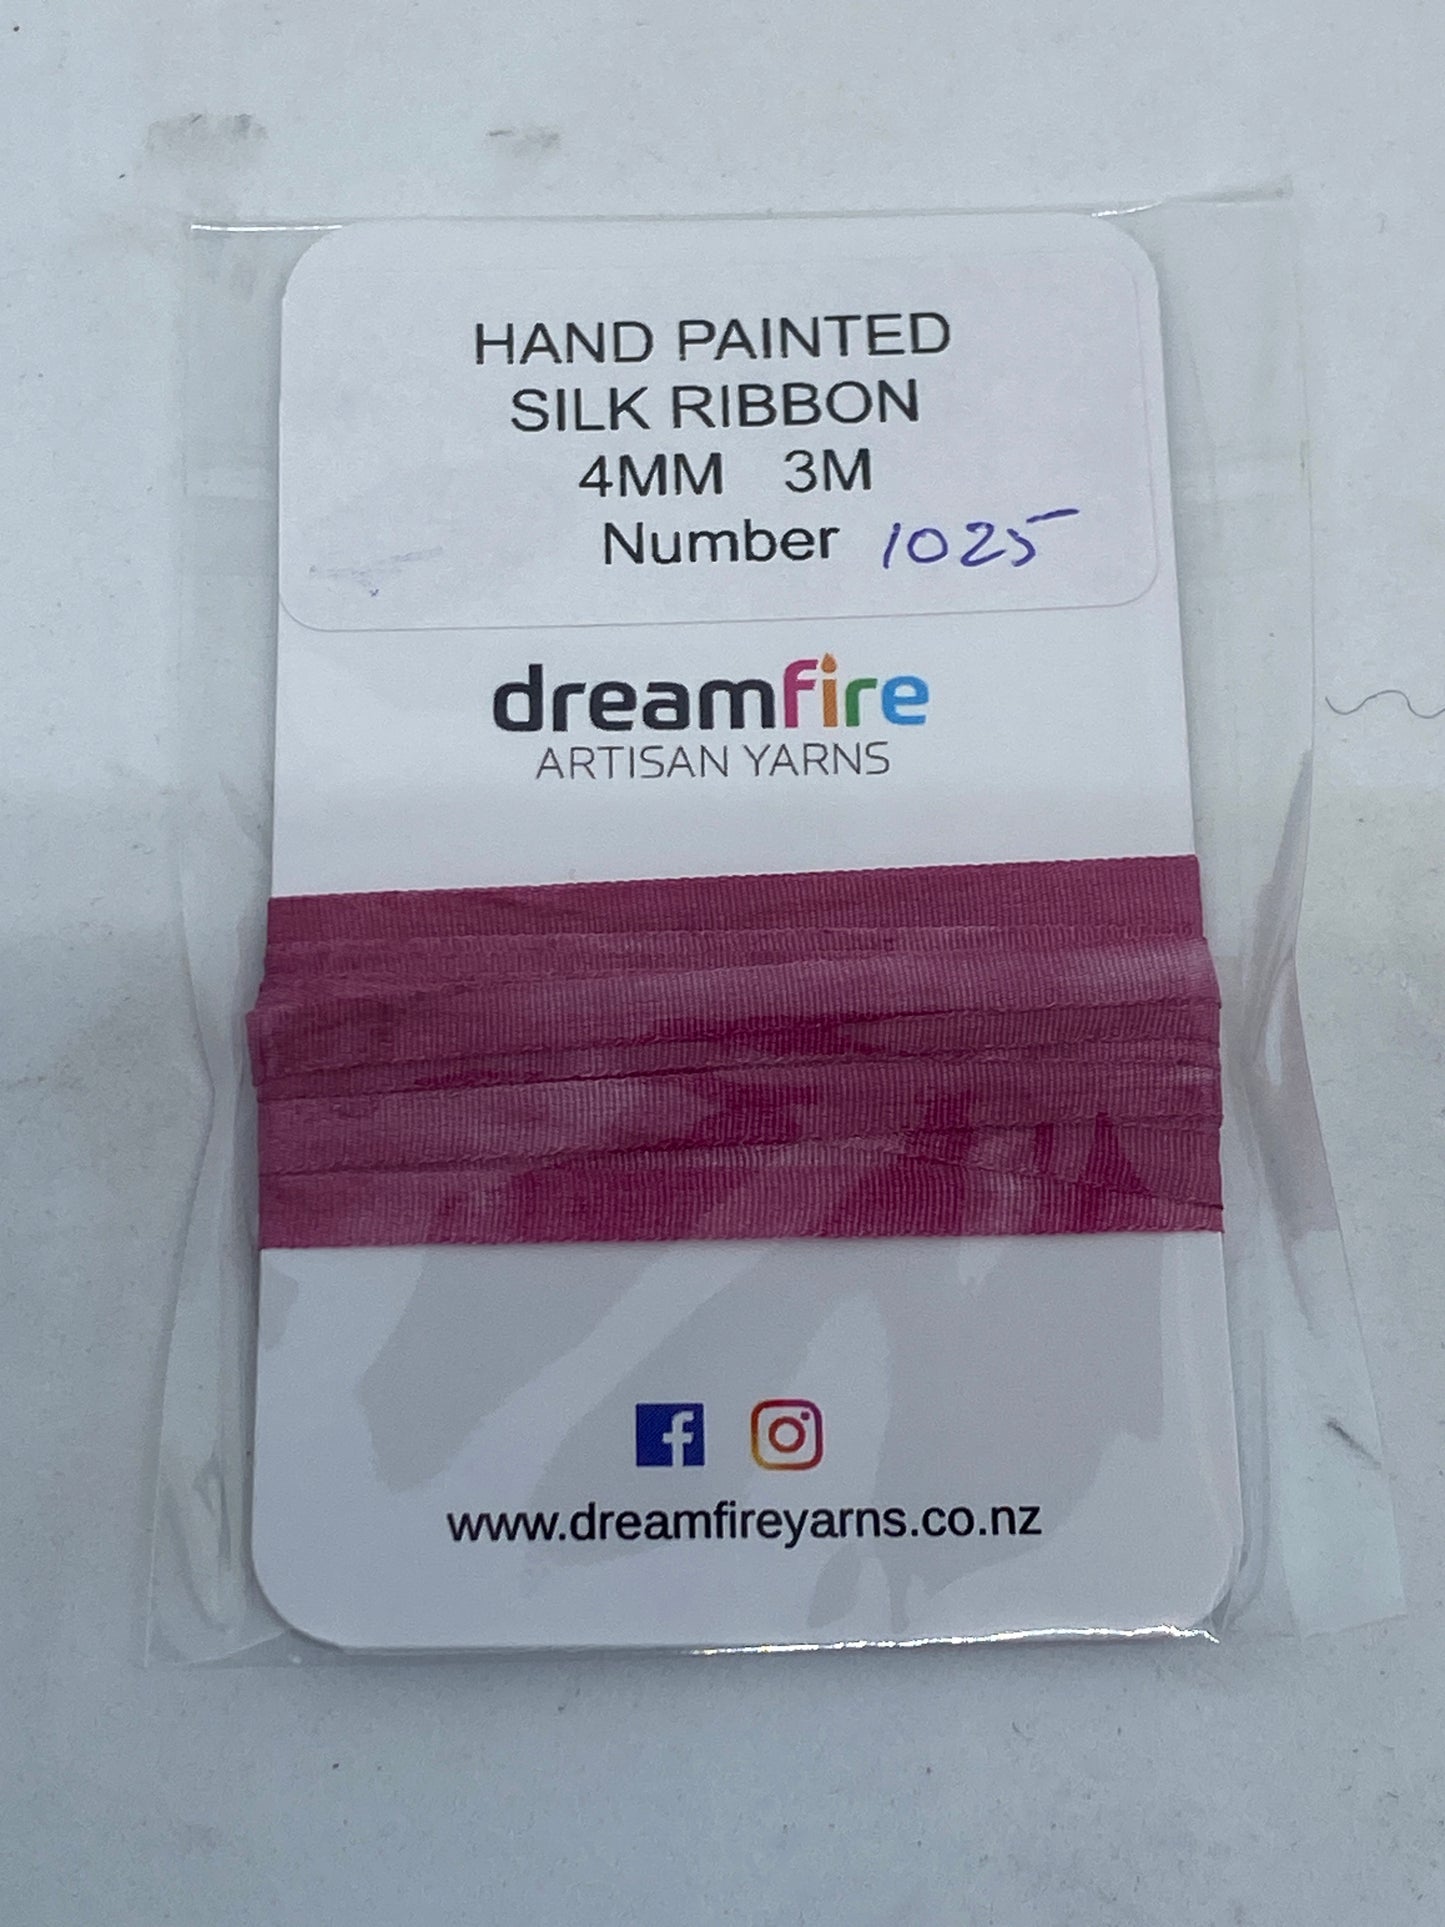 HAND PAINTED
SILK RIBBON
4MM 3M
Number 1025
dreamfire
ARTISAN YARNS
www.dreamfireyarns.co.nz